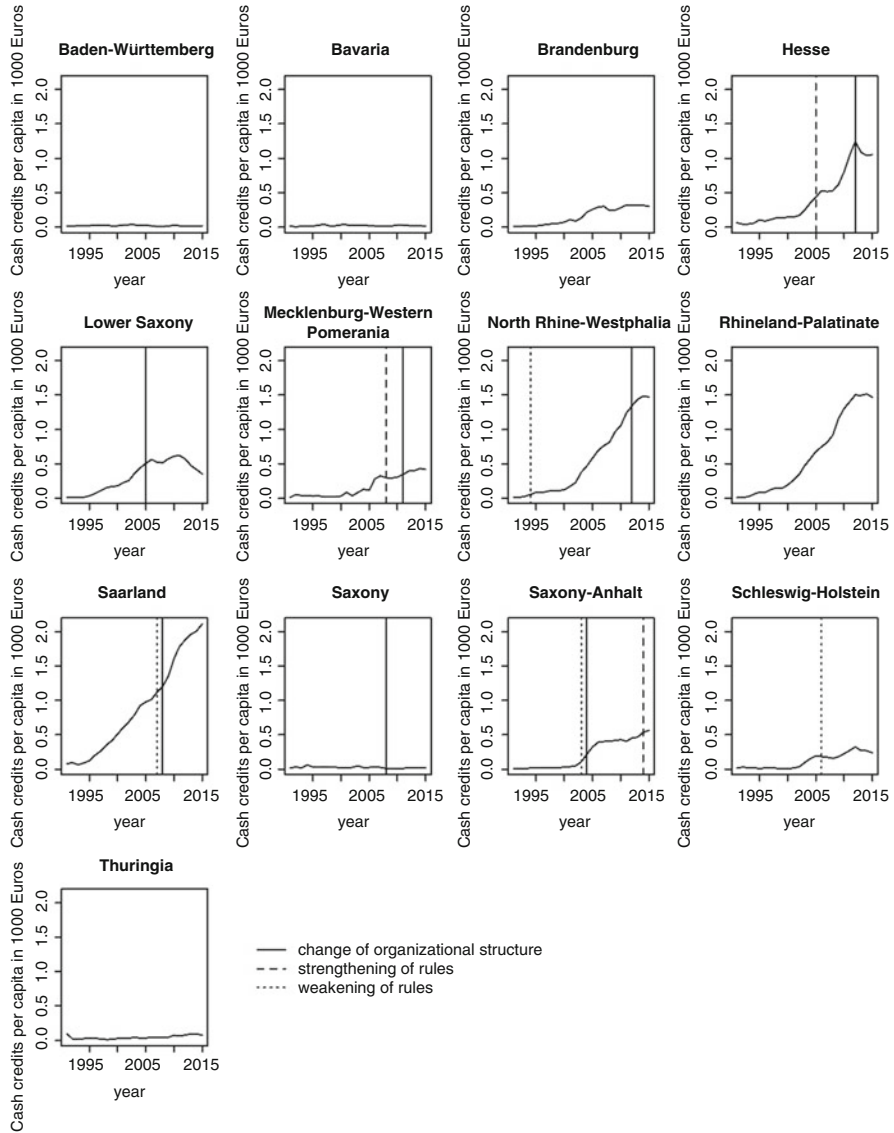 Baden-Württemberg
Cash credits per capita in 1000 Euros
0.0 0.5 1.0 1.5 2.0
1995 2005 2015
year
Bavaria
Cash credits per capita in 1000 Euros
0.0 0.5 1.0 1.5 2.0
1995 2005 2015
year
Brandenburg
Cash credits per capita in 1000 Euros
0.0 0.5 1.0 1.5 2.0
1995 2005 2015
year
Hesse
Cash credits per capita in 1000 Euros
0.0 0.5 1.0 1.5 2.0
1995 2005 2015
year
Lower Saxony
Cash credits per capita in 1000 Euros
0.0 0.5 1.0 1.5 2.0
1995 2005 2015
year
Mecklenburg-Western
Pomerania
Cash credits per capita in 1000 Euros
0.0 0.5 1.0 1.5 2.0
1995 2005 2015
year
North Rhine-Westphalia
Cash credits per capita in 1000 Euros
0.0 0.5 1.0 1.5 2.0
1995 2005 2015
year
Rhineland-Palatinate
Cash credits per capita in 1000 Euros
0.0 0.5 1.0 1.5 2.0
1995 2005 2015
year
Saarland
Cash credits per capita in 1000 Euros
0.0 0.5 1.0 1.5 2.0
1995 2005 2015
year
Saxony
Cash credits per capita in 1000 Euros
0.0 0.5 1.0 1.5 2.0
1995 2005 2015
year
Saxony-Anhalt
Cash credits per capita in 1000 Euros
0.0 0.5 1.0 1.5 2.0
1995 2005 2015
year
Schleswig-Holstein
Cash credits per capita in 1000 Euros
0.0 0.5 1.0 1.5 2.0
1995 2005 2015
year
Thuringia
Cash credits per capita in 1000 Euros
0.0 0.5 1.0 1.5 2.0
1995 2005 2015
year
change of organizational structure
strengthening of rules
weakening of rules